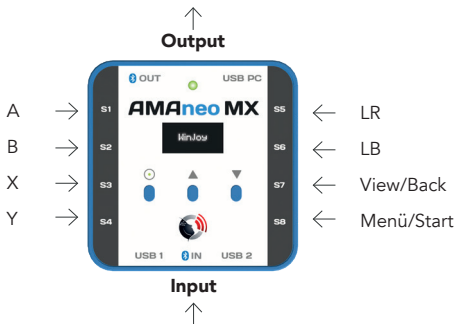 Output
OUT USB PC
A S1 AMAneo MX S5 LR
WinJoy
B S2 S6 LB
X S3 S7 View/Back
Y S4 S8 Menü/Start
USB 1 IN USB 2
Input